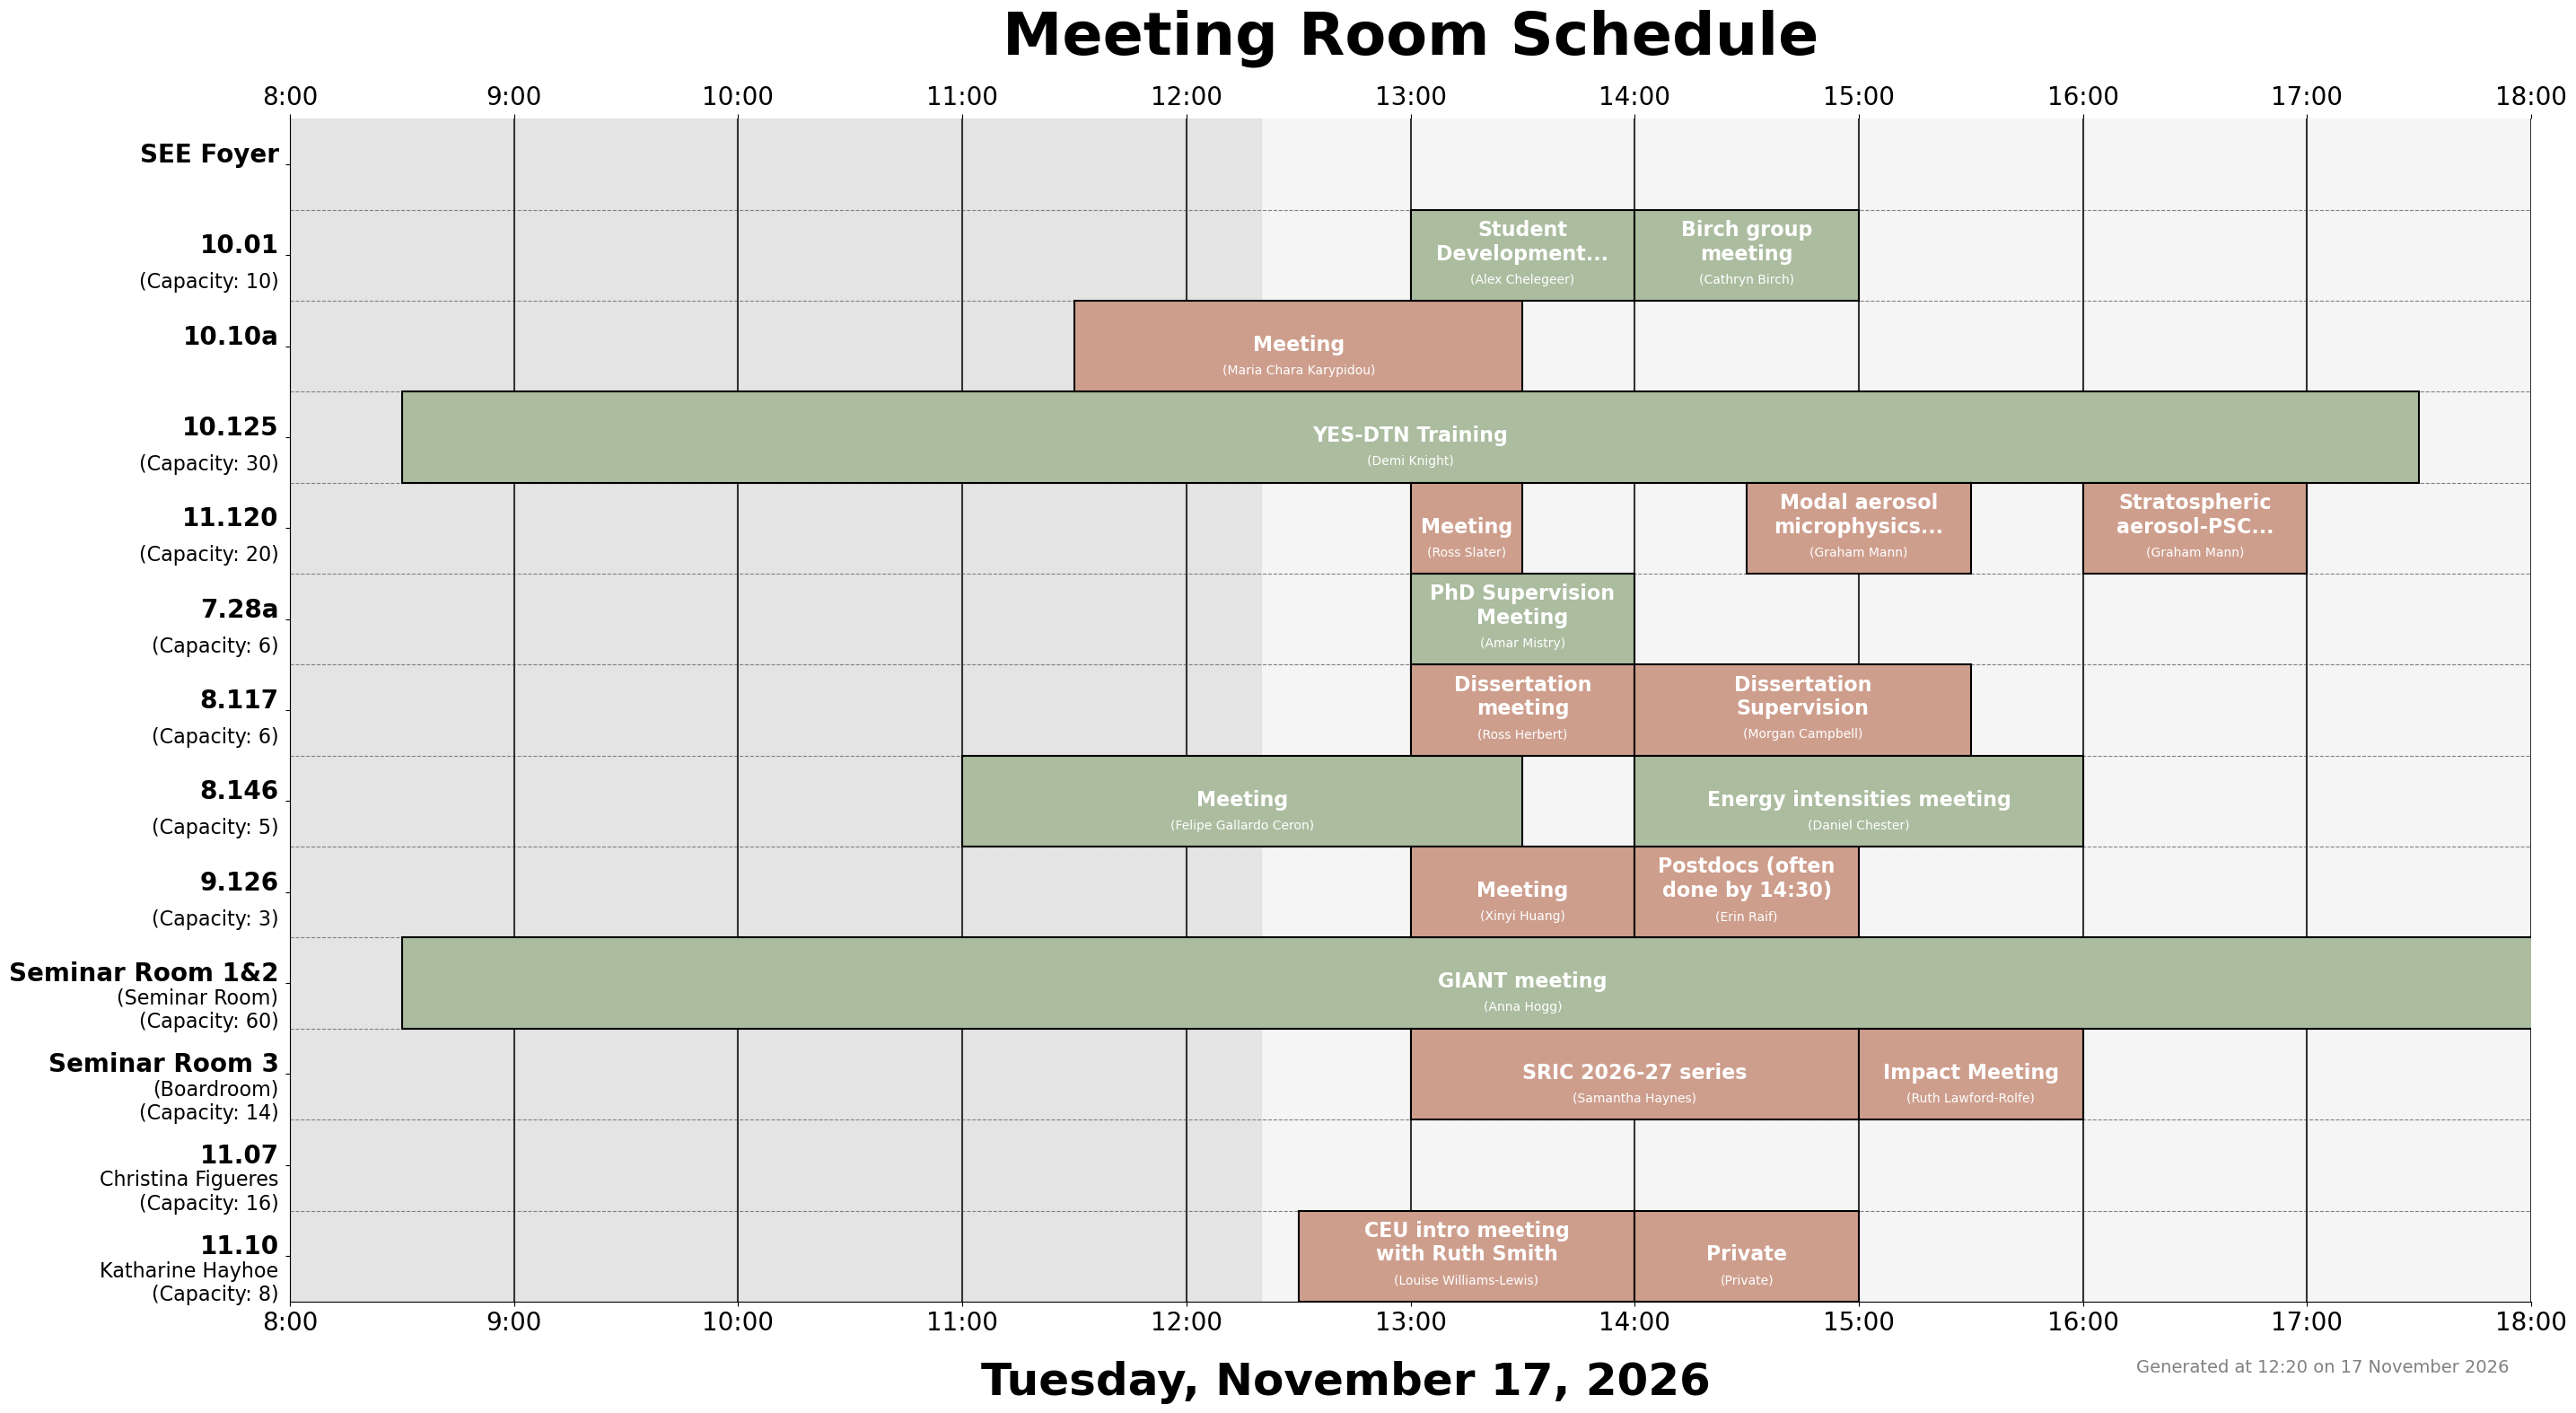 Meeting Room Schedule
8:00 9:00 10:00 11:00 12:00 13:00 14:00 15:00 16:00 17:00 18:00
SEE Foyer
10.01
(Capacity: 10)
Student
Development...
(Alex Chelegeer)
Birch group
meeting
(Cathryn Birch)
10.10a
Meeting
(Maria Chara Karypidou)
10.125
(Capacity: 30)
YES-DTN Training
(Demi Knight)
11.120
(Capacity: 20)
Meeting
(Ross Slater)
Modal aerosol
microphysics...
(Graham Mann)
Stratospheric
aerosol-PSC...
(Graham Mann)
7.28a
(Capacity: 6)
PhD Supervision
Meeting
(Amar Mistry)
8.117
(Capacity: 6)
Dissertation
meeting
(Ross Herbert)
Dissertation
Supervision
(Morgan Campbell)
8.146
(Capacity: 5)
Meeting
(Felipe Gallardo Ceron)
Energy intensities meeting
(Daniel Chester)
9.126
(Capacity: 3)
Meeting
(Xinyi Huang)
Postdocs (often
done by 14:30)
(Erin Raif)
Seminar Room 1&2
(Seminar Room)
(Capacity: 60)
GIANT meeting
(Anna Hogg)
Seminar Room 3
(Boardroom)
(Capacity: 14)
SRIC 2026-27 series
(Samantha Haynes)
Impact Meeting
(Ruth Lawford-Rolfe)
11.07
Christina Figueres
(Capacity: 16)
11.10
Katharine Hayhoe
(Capacity: 8)
CEU intro meeting
with Ruth Smith
(Louise Williams-Lewis)
Private
(Private)
8:00 9:00 10:00 11:00 12:00 13:00 14:00 15:00 16:00 17:00 18:00
Tuesday, November 17, 2026
Generated at 12:20 on 17 November 2026